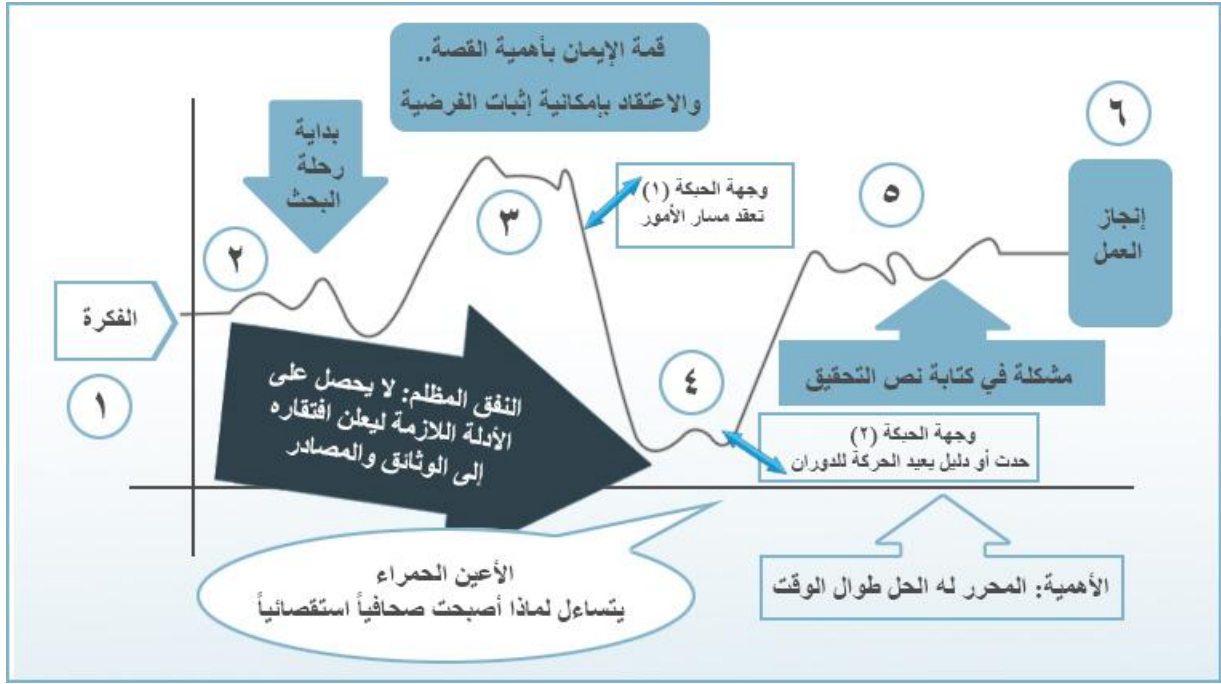 قمة الإيمان بأهمية القصة..
والاعتقاد بإمكانية إثبات الفرضية
٦
بداية
رحلة
البحث
٥
وجهة الحبكة (١)
تعقد مسار الأمور
٣
إنجاز
العمل
٢
الفكرة
١
مشكلة في كتابة نص التحقيق
٤
النفق المظلم: لا يحصل على
الأدلة اللازمة ليعلن افتقاره
إلى الوثائق والمصادر
وجهة الحبكة (٢)
حدث أو دليل يعيد الحركة للدوران
الأعين الحمراء
يتساءل لماذا أصبحت صحافياً استقصائياً
الأهمية: المحرر له الحل طوال الوقت